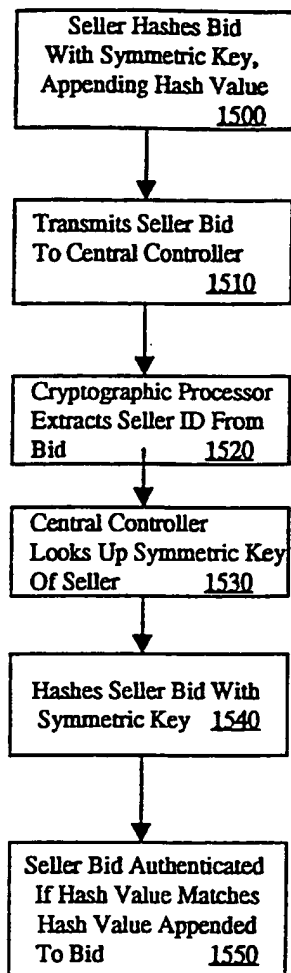 Seller Hashes Bid
With Symmetric Key,
Appending Hash Value
1500
Transmits Seller Bid
To Central Controller
1510
Cryptographic Processor
Extracts Seller ID From
Bid 1520
Central Controller
Looks Up Symmetric Key
Of Seller 1530
Hashes Seller Bid With
Symmetric Key 1540
Seller Bid Authenticated
If Hash Value Matches
Hash Value Appended
To Bid 1550